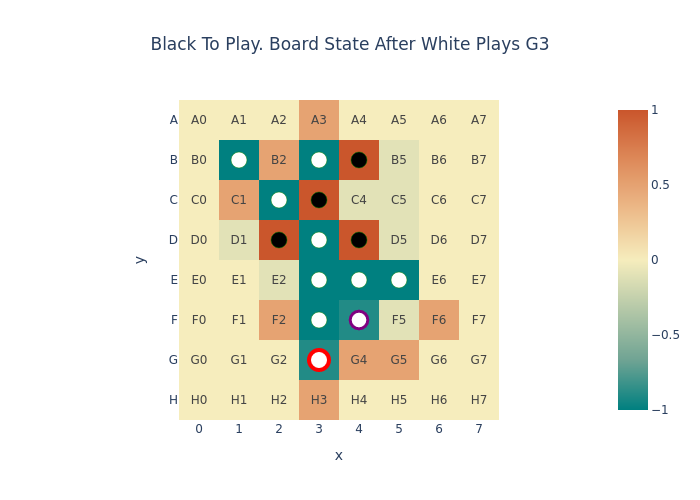 Black To Play. Board State After White Plays G3
A A0 A1 A2 A3 A4 A5 A6 A7
B B0 B2 B5 B6 B7
C C0 C1 C4 C5 C6 C7
D D0 D1 D5 D6 D7
E E0 E1 E2 E6 E7
F F0 F1 F2 F5 F6 F7
G G0 G1 G2 G4 G5 G6 G7
H H0 H1 H2 H3 H4 H5 H6 H7
0 1 2 3 4 5 6 7
x
y
1
0.5
0
−0.5
−1